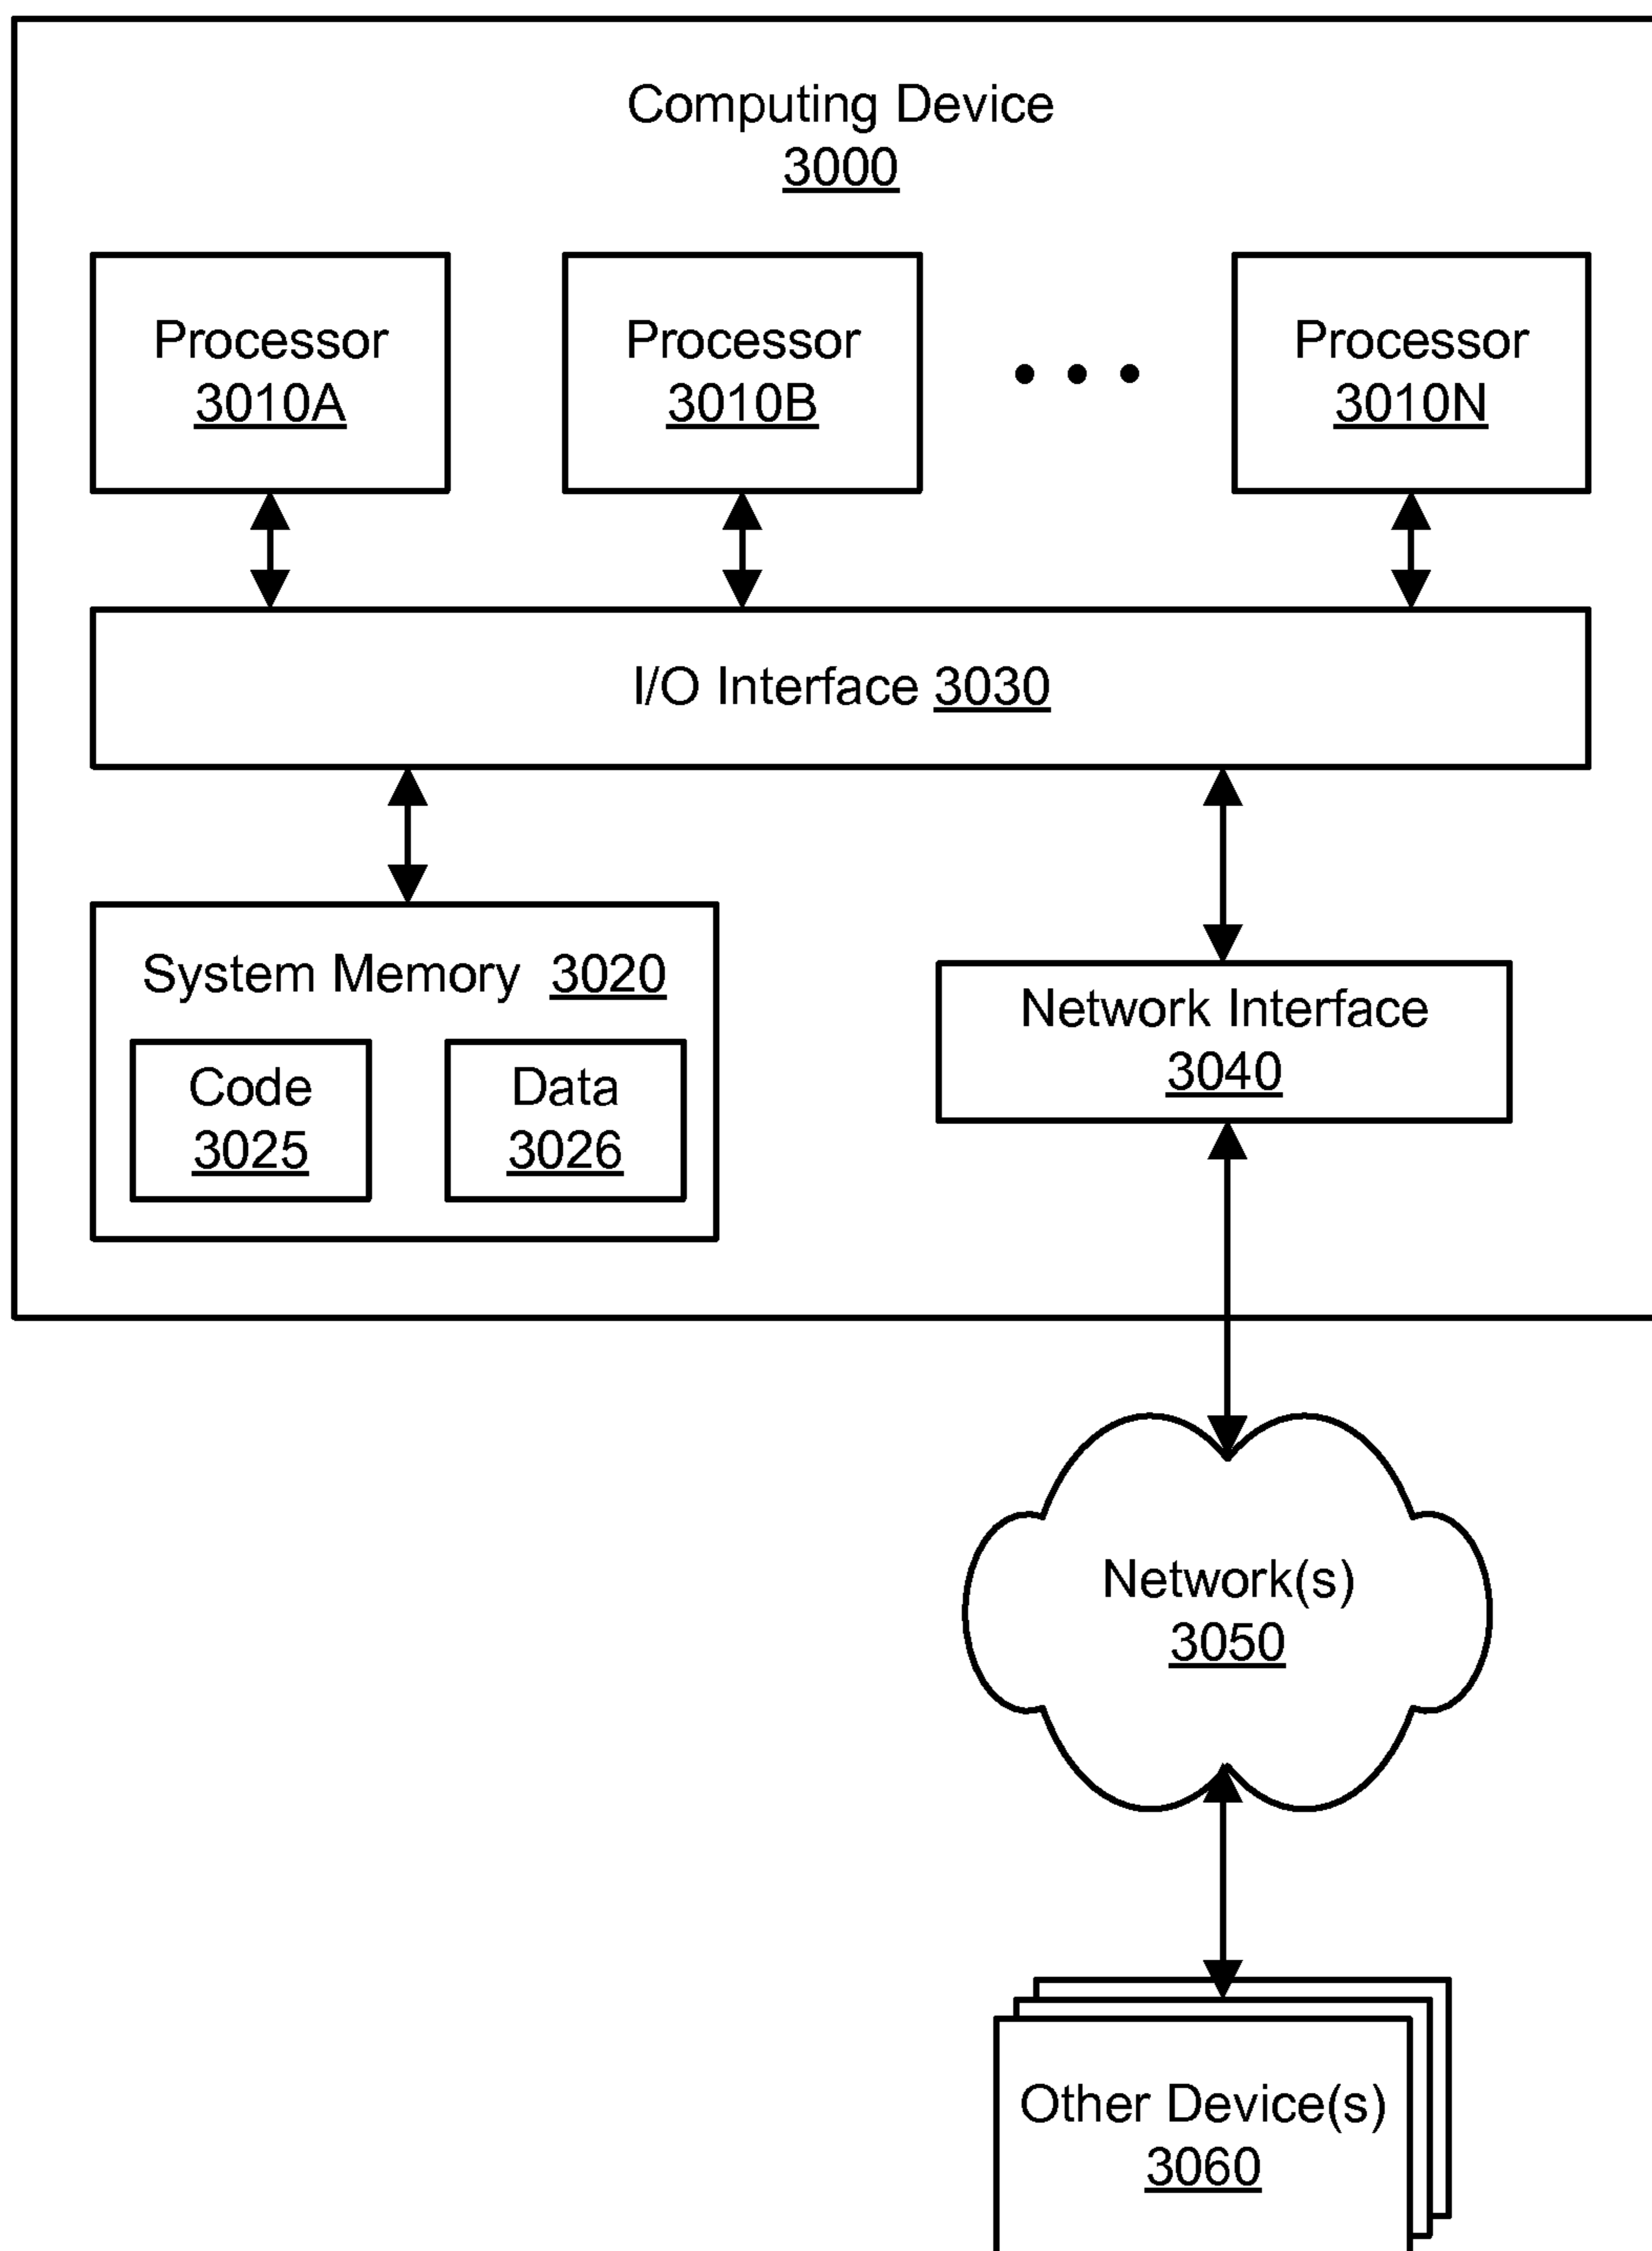 Computing Device
3000
Processor
3010A
Processor
3010B
Processor
3010N
I/O Interface 3030
System Memory 3020
Code
3025
Data
3026
Network Interface
3040
Network(s)
3050
Other Device(s)
3060